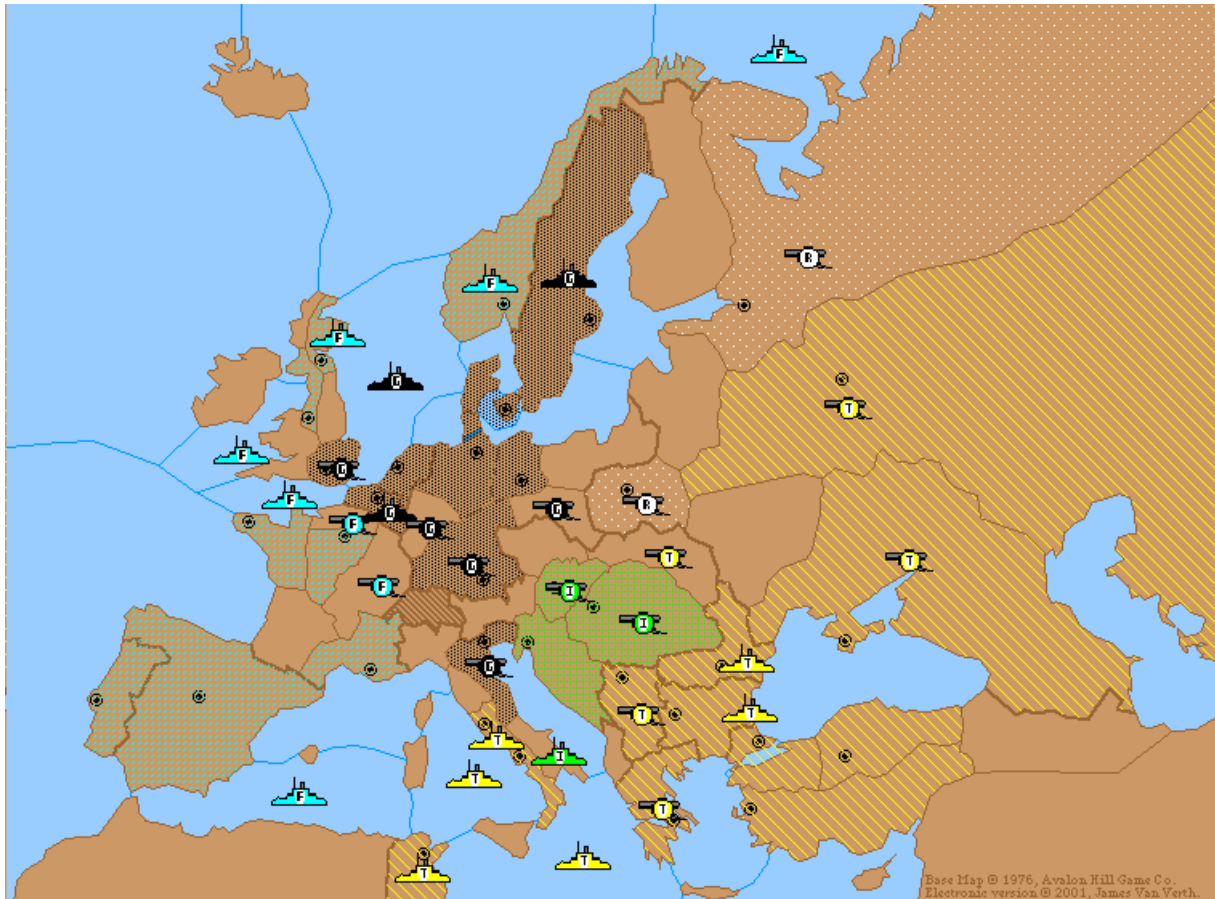 F
R
F
G
F
G
T
F
G
F
G
G
R
F
G
T
T
G
F
I
I
G
T
T
T
T
I
T
F
T
T
T
Base Map © 1976, Avalon Hill Game Co.
Electronic version © 2001, James Van Verth.